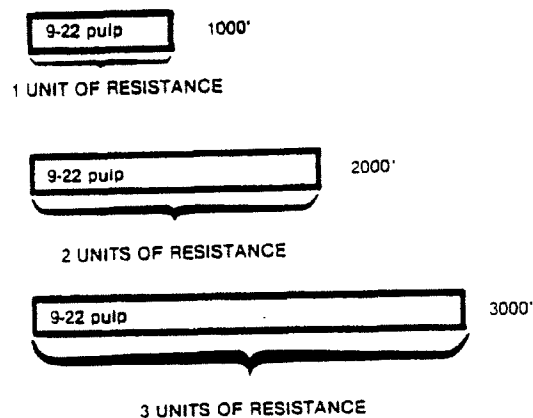 9-22 pulp 1000'
1 UNIT OF RESISTANCE
9-22 pulp 2000'
2 UNITS OF RESISTANCE
9-22 pulp 3000'
3 UNITS OF RESISTANCE